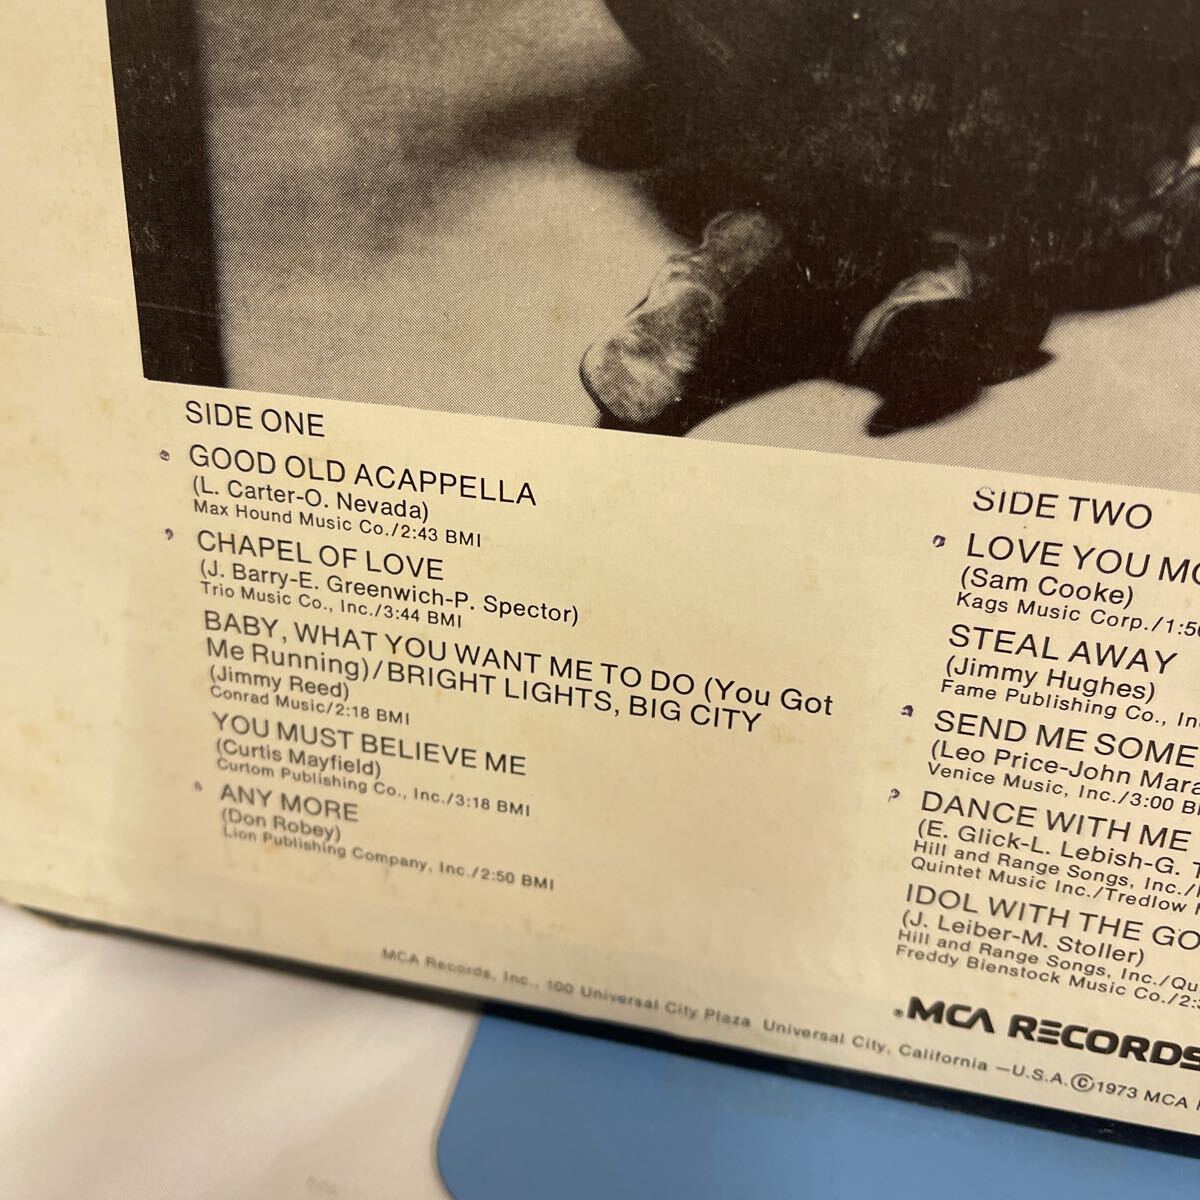 SIDE ONE
GOOD OLD ACAPPELLA
(L. Carter-O. Nevada)
Max Hound Music Co./2:43 BMI
CHAPEL OF LOVE
(J. Barry-E. Greenwich-P. Spector)
Trio Music Co., Inc./3:44 BMI
BABY, WHAT YOU WANT ME TO DO (You Got
Me Running)/BRIGHT LIGHTS, BIG CITY
(Jimmy Reed)
Conrad Music/2:18 BMI
YOU MUST BELIEVE ME
(Curtis Mayfield)
Curtom Publishing Co., Inc./3:18 BMI
ANY MORE
(Don Robey)
Lion Publishing Company, Inc./2:50 BMI
SIDE TWO
LOVE YOU
(Sam Cooke)
Kags Music Corp./1:50
STEAL AWAY
(Jimmy Hughes)
Fame Publishing Co.,
SEND ME SOME
(Leo Price-John
Venice Music, Inc./3:00
DANCE WITH ME
(E. Glick-L. Lebish-G.
Hill and Range Songs, Inc./
Quintet Music Inc./Tredlow
IDOL WITH THE
(J. Leiber-M. Stoller)
Hill and Range Songs, Inc./
Freddy Bienstock Music Co./2:
®MCA RECORDS
MCA Records, Inc., 100 Universal City Plaza Universal City, California —U.S.A. ©1973 MCA